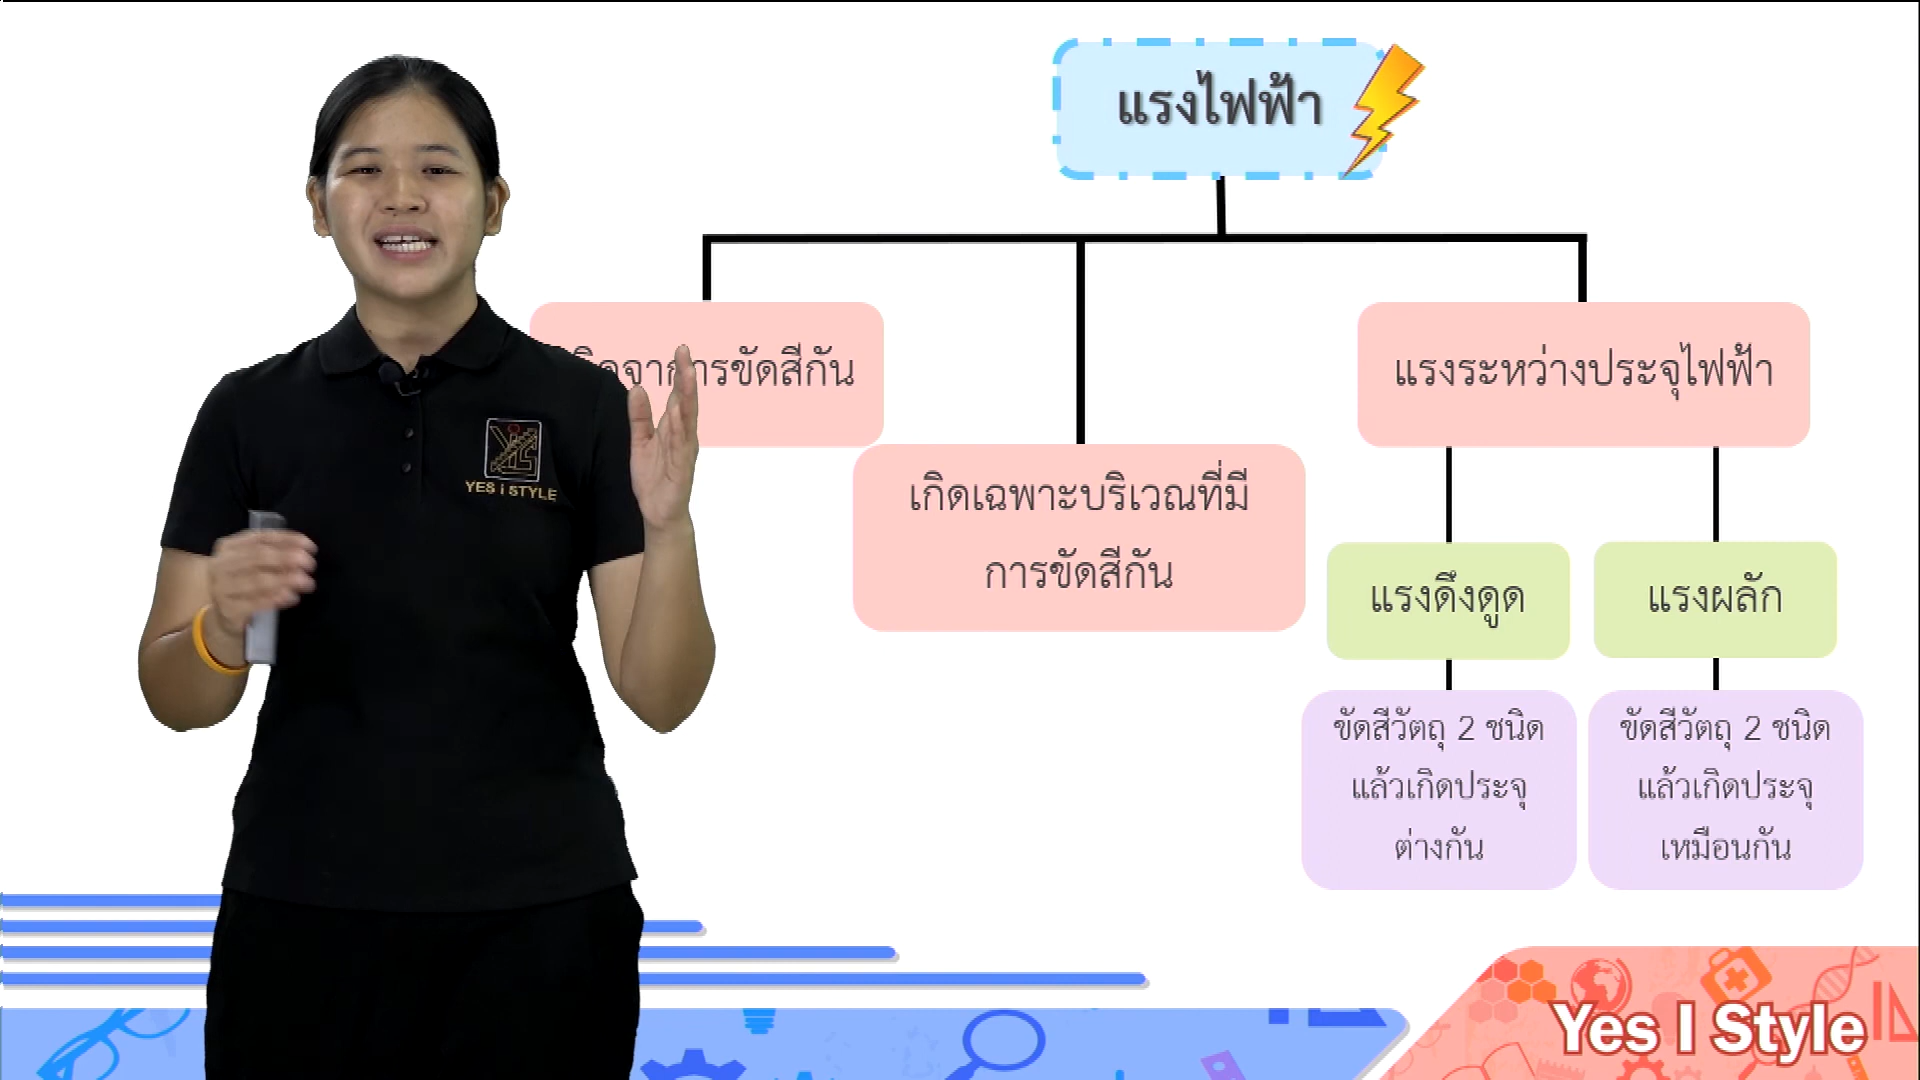 แรงไฟฟ้า
การขัดสีกัน
แรงระหว่างประจุไฟฟ้า
เกิดเฉพาะบริเวณที่มี
การขัดสีกัน
แรงดึงดูด
แรงผลัก
ขัดสีวัตถุ 2 ชนิด
แล้วเกิดประจุ
ต่างกัน
ขัดสีวัตถุ 2 ชนิด
แล้วเกิดประจุ
เหมือนกัน
YES i STYLE
Yes I Style